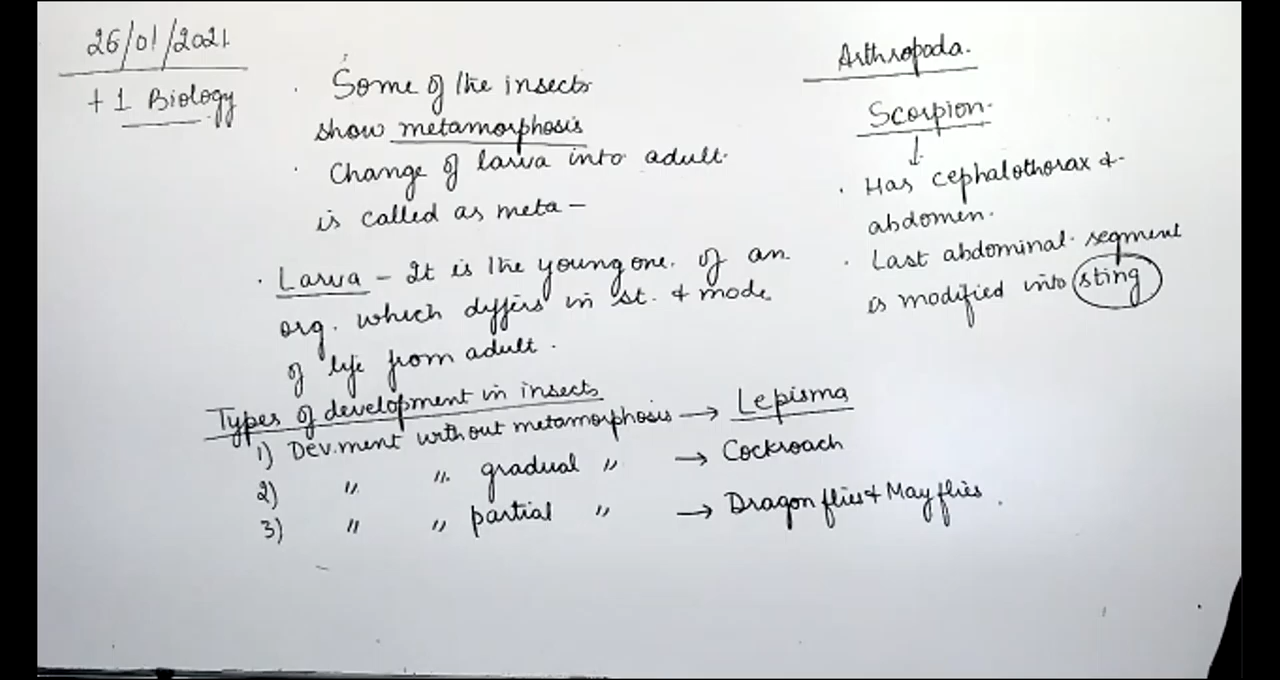 26/01/2021
+1 Biology
· Some of the insects
show metamorphosis
· Change of larva into adult
is called as meta –
· Larva – It is the young one of an
org. which differs in st. & mode
of life from adult.
Types of development in insects
1) Dev.ment without metamorphosis → Lepisma
2) " " gradual " → Cockroach
3) " " partial " → Dragon flies & May flies.
Arthropoda.
Scorpion.
↓
· Has cephalothorax &
abdomen.
· Last abdominal segment
is modified into sting